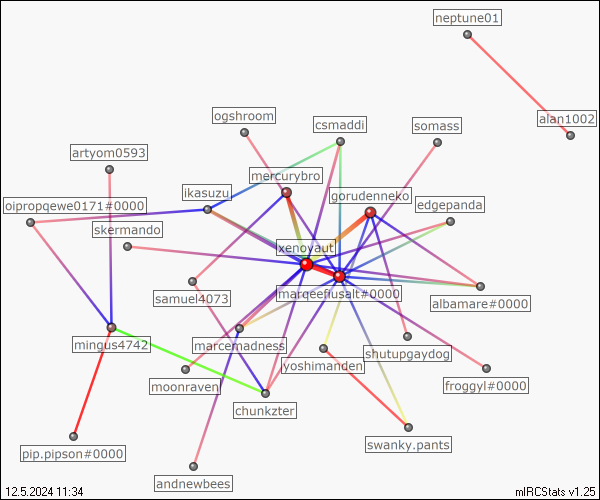 neptune01
alan1002
ogshroom
csmaddi
somass
artyom0593
mercurybro
ikasuzu
gorudenneko
oipropqewe0171#0000
edgepanda
skermando
xenoyaut
marqeefiusalt#0000
samuel4073
albamare#0000
mingus4742
marcemadness
yoshimanden
shutupgaydog
moonraven
froggyl#0000
chunkzter
swanky.pants
pip.pipson#0000
andnewbees
12.5.2024 11:34
mIRCStats v1.25